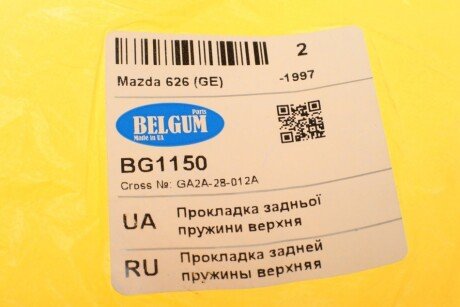 2
Mazda 626 (GE) -1997
Parts
BELGUM
Made in UA
BG1150
Cross №: GA2A-28-012A
UA Прокладка задньої
пружини верхня
RU Прокладка задней
пружины верхняя